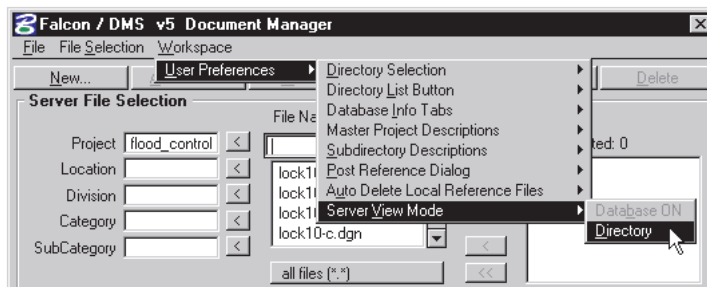 Falcon / DMS v5 Document Manager
File File Selection Workspace
User Preferences
New...
Delete
Directory Selection
Directory List Button
Database Info Tabs
Master Project Descriptions
Subdirectory Descriptions
Post Reference Dialog
Auto Delete Local Reference Files
Server View Mode
Database ON
Directory
Server File Selection
File Na
ted: 0
Project flood_control <
Location <
Division <
Category <
SubCategory <
lock1
lock1
lock1
lock10-c.dgn
<
all files (*.*) <<